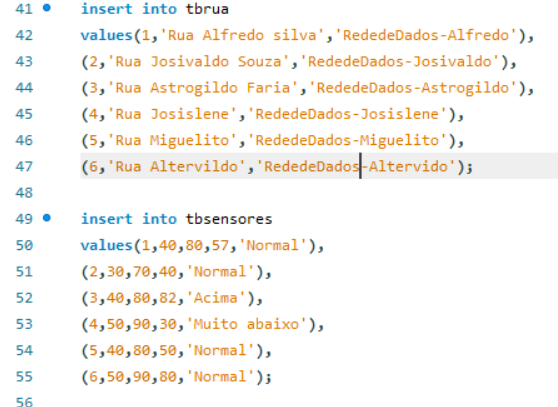 41 insert into tbrua
42 values(1,'Rua Alfredo silva','RededeDados-Alfredo'),
43 (2,'Rua Josivaldo Souza','RededeDados-Josivaldo'),
44 (3,'Rua Astrogildo Faria','RededeDados-Astrogildo'),
45 (4,'Rua Josislene','RededeDados-Josislene'),
46 (5,'Rua Miguelito','RededeDados-Miguelito'),
47 (6,'Rua Altervildo','RededeDados-Altervido');
48
49 insert into tbsensores
50 values(1,40,80,57,'Normal'),
51 (2,30,70,40,'Normal'),
52 (3,40,80,82,'Acima'),
53 (4,50,90,30,'Muito abaixo'),
54 (5,40,80,50,'Normal'),
55 (6,50,90,80,'Normal');
56